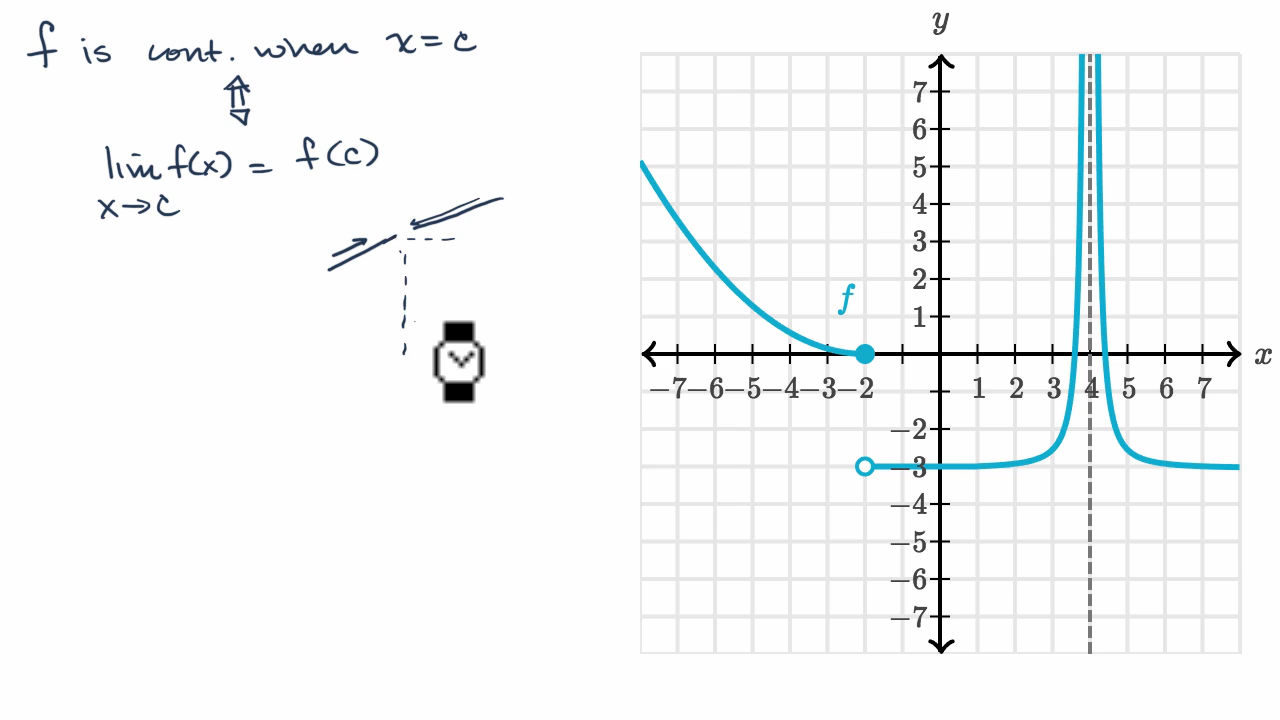 f is cont. when x = c
⇕
lim f(x) = f(c)
x→c
y
7
6
5
4
3
2
1
f
x
−7 −6 −5 −4 −3 −2 1 2 3 4 5 6 7
−2
−3
−4
−5
−6
−7